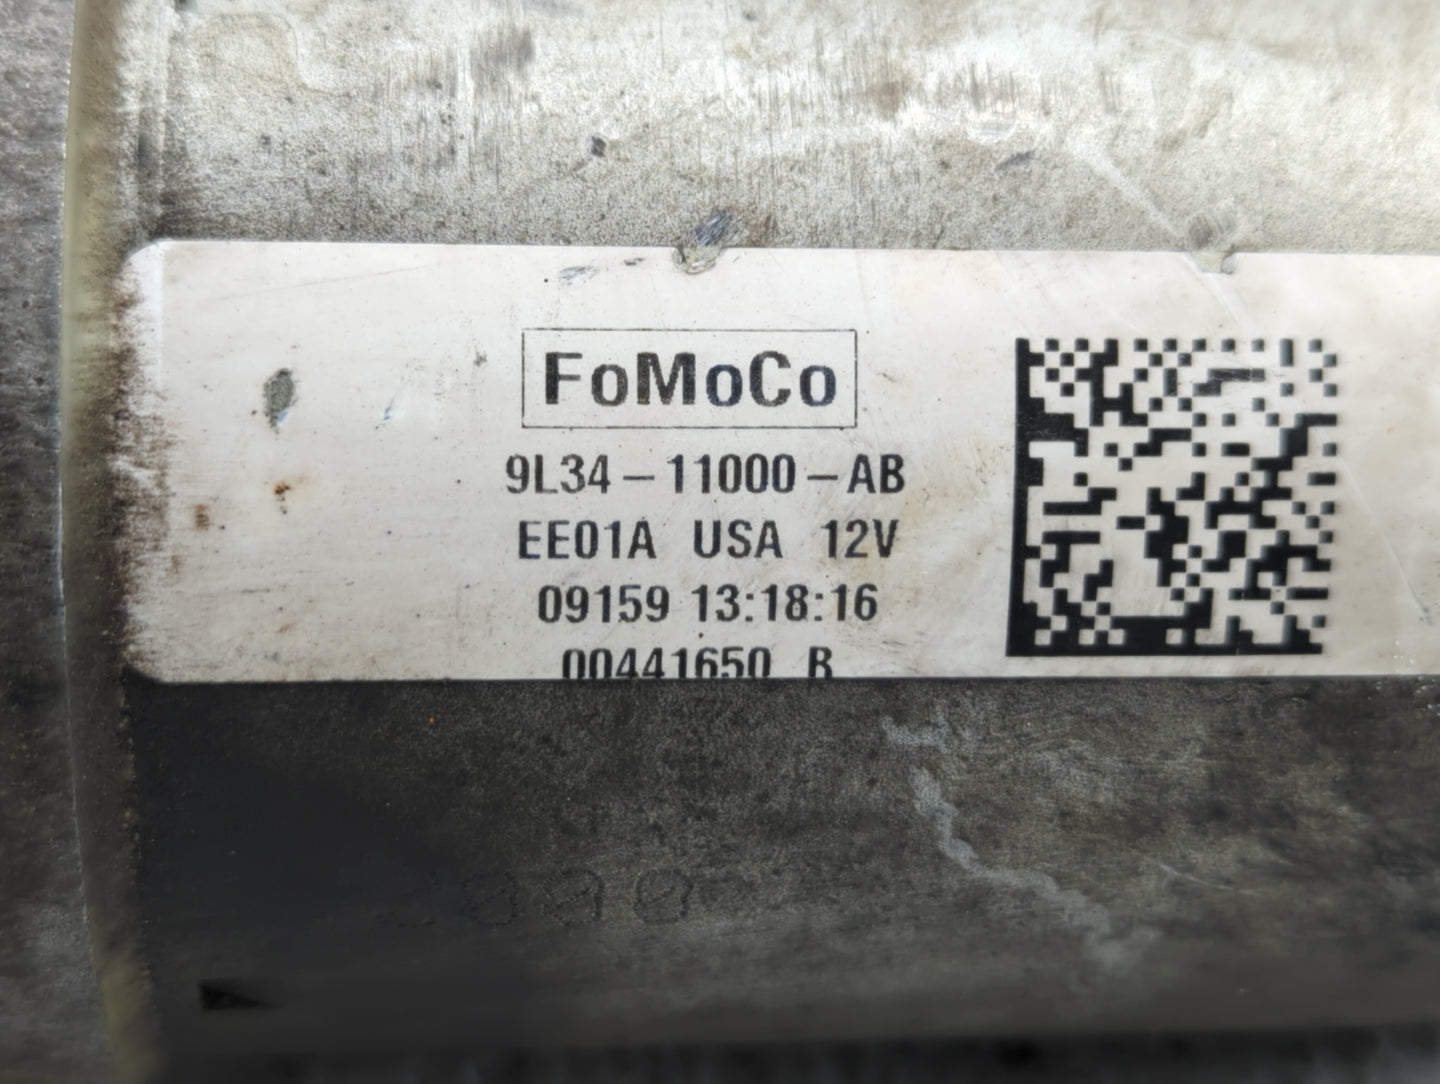 FoMoCo
9L34-11000-AB
EE01A USA 12V
09159 13:18:16
00441650 B